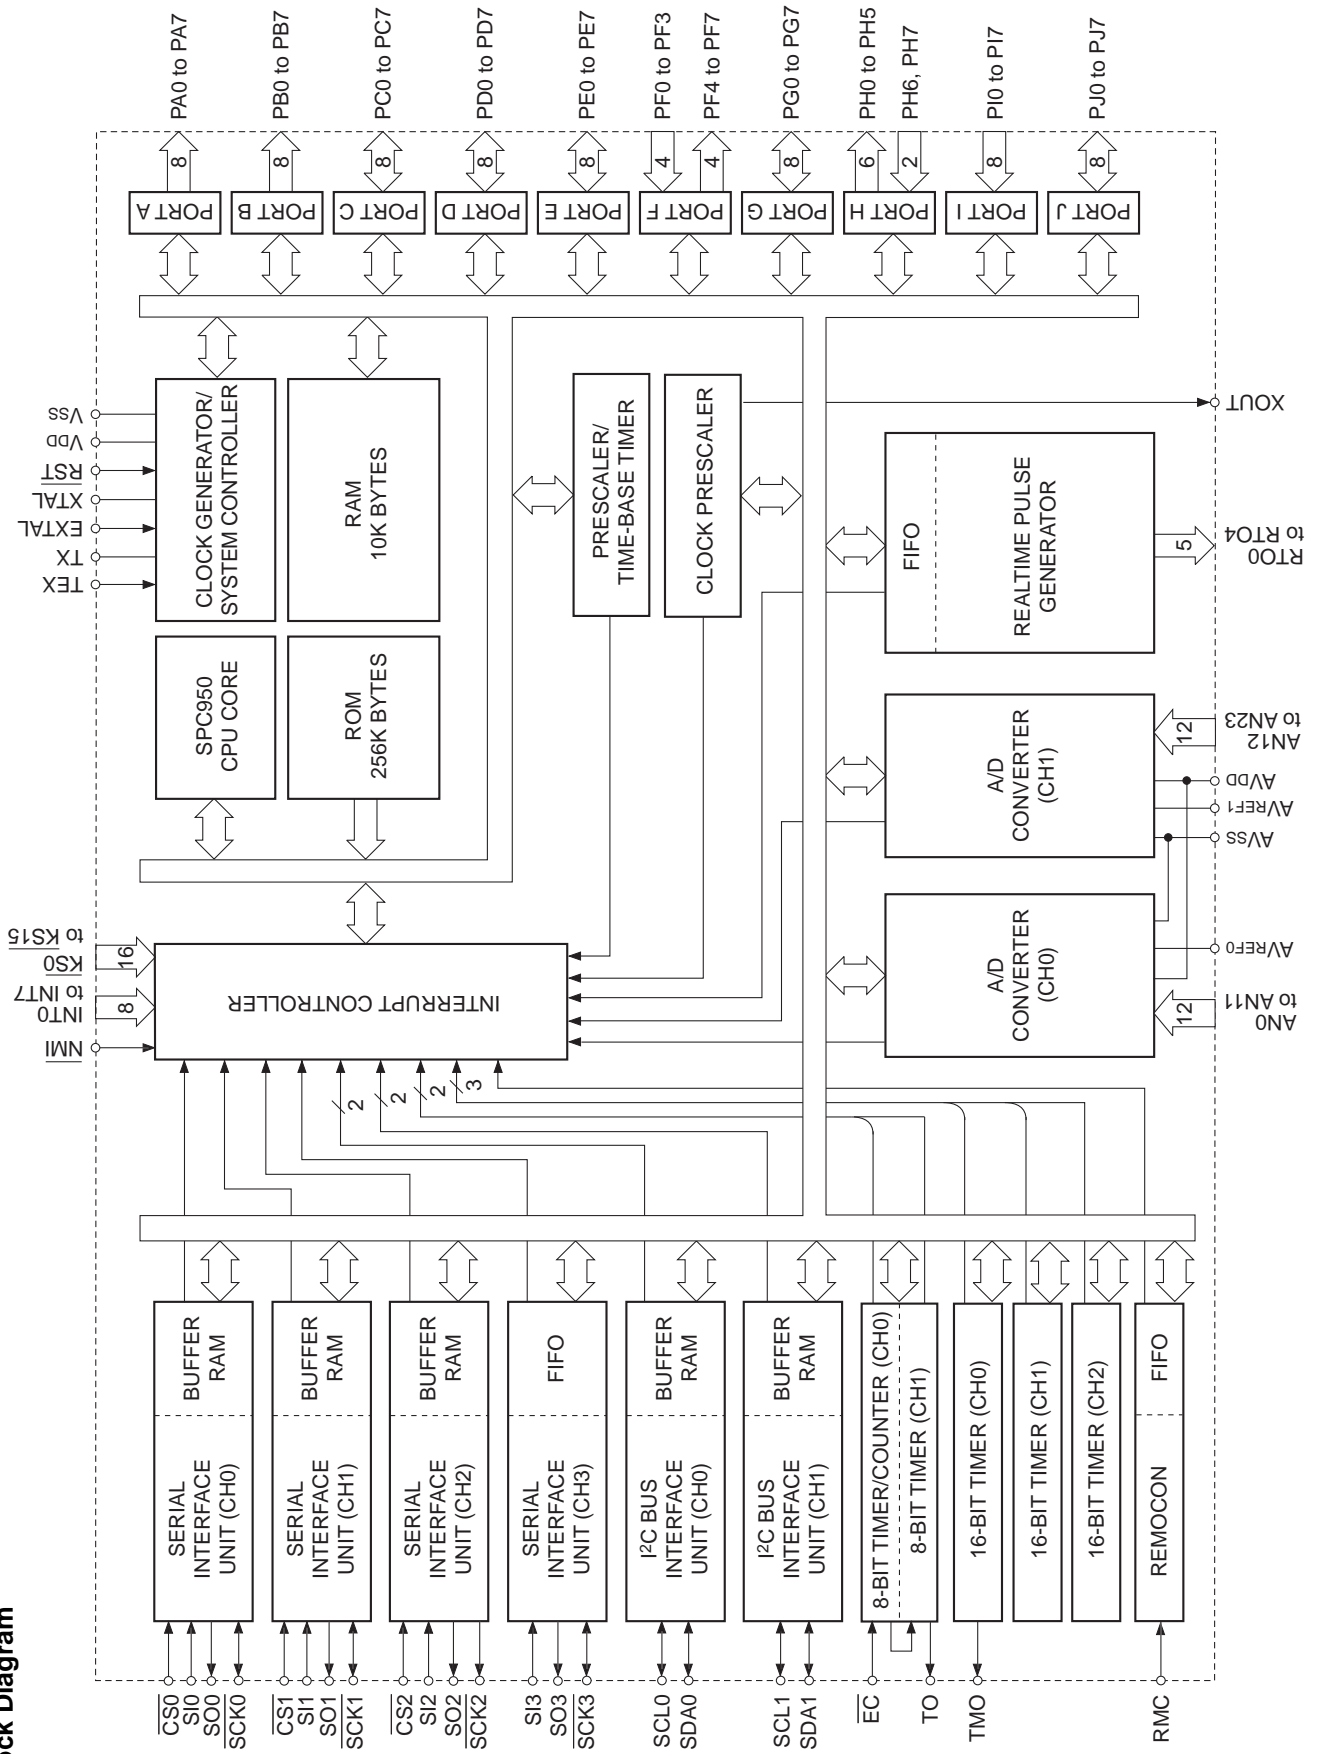 ock Diagram
CS0
SI0
SO0
SCK0
CS1
SI1
SO1
SCK1
CS2
SI2
SO2
SCK2
SI3
SO3
SCK3
SCL0
SDA0
SCL1
SDA1
EC
TO
TMO
RMC
SERIAL
INTERFACE
UNIT (CH0)
BUFFER
RAM
SERIAL
INTERFACE
UNIT (CH1)
BUFFER
RAM
SERIAL
INTERFACE
UNIT (CH2)
BUFFER
RAM
SERIAL
INTERFACE
UNIT (CH3)
FIFO
I2C BUS
INTERFACE
UNIT (CH0)
BUFFER
RAM
I2C BUS
INTERFACE
UNIT (CH1)
BUFFER
RAM
8-BIT TIMER/COUNTER (CH0)
8-BIT TIMER (CH1)
16-BIT TIMER (CH0)
16-BIT TIMER (CH1)
16-BIT TIMER (CH2)
REMOCON
FIFO
2
2
2
3
NMI
INT0
to INT7
8
KS0
to KS15
16
INTERRUPT CONTROLLER
A/D
CONVERTER
(CH0)
12
AN0
to AN11
AVREF0
A/D
CONVERTER
(CH1)
AVSS
AVREF1
AVDD
12
AN12
to AN23
SPC950
CPU CORE
ROM
256K BYTES
CLOCK GENERATOR/
SYSTEM CONTROLLER
RAM
10K BYTES
TEX
TX
EXTAL
XTAL
RST
VDD
VSS
PRESCALER/
TIME-BASE TIMER
CLOCK PRESCALER
FIFO
REALTIME PULSE
GENERATOR
5
RTO0
to RTO4
XOUT
PORT A
8
PA0 to PA7
PORT B
8
PB0 to PB7
PORT C
8
PC0 to PC7
PORT D
8
PD0 to PD7
PORT E
8
PE0 to PE7
PORT F
4
PF0 to PF3
4
PF4 to PF7
PORT G
8
PG0 to PG7
PORT H
6
PH0 to PH5
2
PH6, PH7
PORT I
8
PI0 to PI7
PORT J
8
PJ0 to PJ7